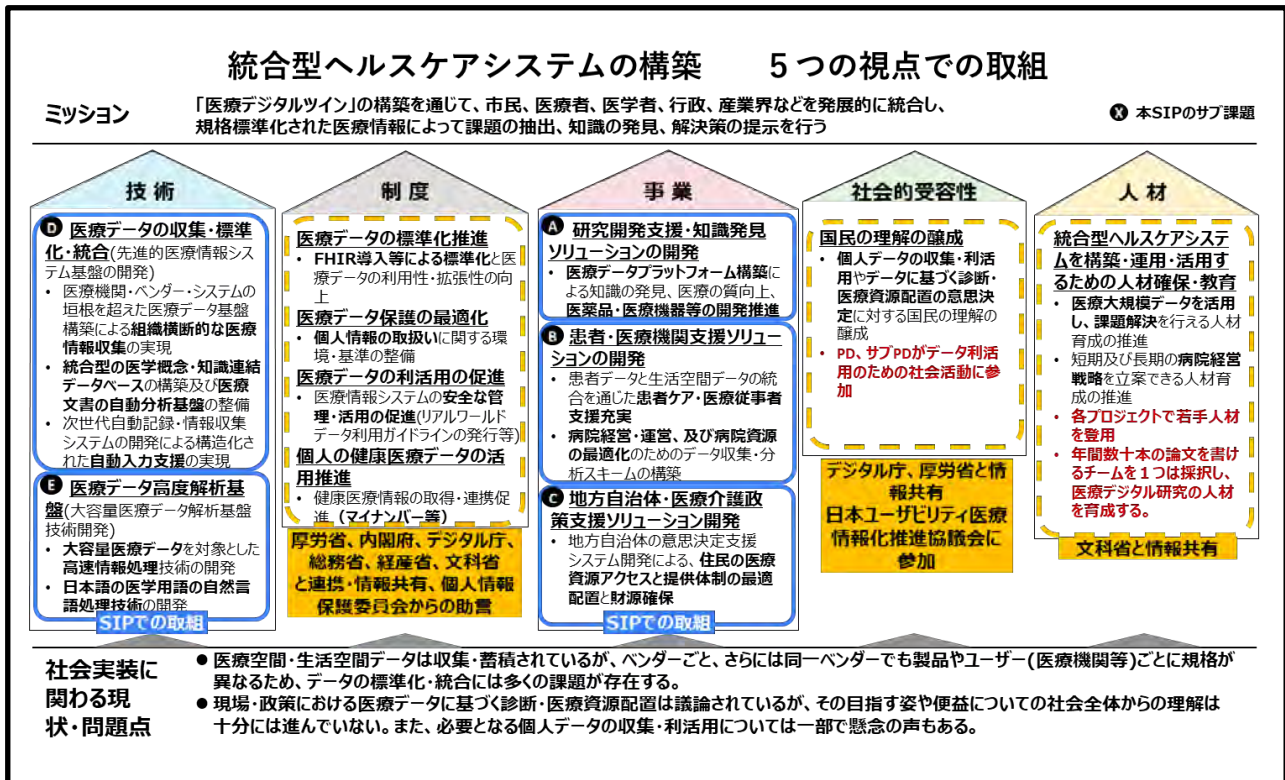 統合型ヘルスケアシステムの構築　　5つの視点での取組
ミッション
「医療デジタルツイン」の構築を通じて、市民、医療者、医学者、行政、産業界などを発展的に統合し、
規格標準化された医療情報によって課題の抽出、知識の発見、解決策の提示を行う
X 本SIPのサブ課題
技 術
D 医療データの収集・標準
化・統合(先進的医療情報シス
テム基盤の開発)
・ 医療機関・ベンダー・システムの
垣根を超えた医療データ基盤
構築による組織横断的な医療
情報収集の実現
・ 統合型の医学概念・知識連結
データベースの構築及び医療
文書の自動分析基盤の整備
・ 次世代自動記録・情報収集
システムの開発による構造化さ
れた自動入力支援の実現
E 医療データ高度解析基
盤(大容量医療データ解析基盤
技術開発)
・ 大容量医療データを対象とした
高速情報処理技術の開発
・ 日本語の医学用語の自然言
語処理技術の開発
SIPでの取組
制 度
医療データの標準化推進
・ FHIR導入等による標準化と医
療データの利用性・拡張性の向
上
医療データ保護の最適化
・ 個人情報の取扱いに関する環
境・基準の整備
医療データの利活用の促進
・ 医療情報システムの安全な管
理・活用の促進(リアルワールド
データ利用ガイドラインの発行等)
個人の健康医療データの活
用推進
・ 健康医療情報の取得・連携促
進（マイナンバー等）
厚労省、内閣府、デジタル庁、
総務省、経産省、文科省
と連携・情報共有、個人情報
保護委員会からの助言
事 業
A 研究開発支援・知識発見
ソリューションの開発
・ 医療データプラットフォーム構築に
よる知識の発見、医療の質向上、
医薬品・医療機器等の開発推進
B 患者・医療機関支援ソリュ
ーションの開発
・ 患者データと生活空間データの統
合を通じた患者ケア・医療従事者
支援充実
・ 病院経営・運営、及び病院資源
の最適化のためのデータ収集・分
析スキームの構築
C 地方自治体・医療介護政
策支援ソリューション開発
・ 地方自治体の意思決定支援
システム開発による、住民の医療
資源アクセスと提供体制の最適
配置と財源確保
SIPでの取組
社会的受容性
国民の理解の醸成
・ 個人データの収集・利活
用やデータに基づく診断・
医療資源配置の意思決
定に対する国民の理解の
醸成
・ PD、サブPDがデータ利活
用のための社会活動に参
加
デジタル庁、厚労省と情
報共有
日本ユーザビリティ医療
情報化推進協議会に
参加
人 材
統合型ヘルスケアシステ
ムを構築・運用・活用す
るための人材確保・教育
・ 医療大規模データを活用
し、課題解決を行える人材
育成の推進
・ 短期及び長期の病院経営
戦略を立案できる人材育
成の推進
・ 各プロジェクトで若手人材
を登用
・ 年間数十本の論文を書け
るチームを１つは採択し、
医療デジタル研究の人材
を育成する。
文科省と情報共有
社会実装に
関わる現
状・問題点
● 医療空間・生活空間データは収集・蓄積されているが、ベンダーごと、さらには同一ベンダーでも製品やユーザー(医療機関等)ごとに規格が
異なるため、データの標準化・統合には多くの課題が存在する。
● 現場・政策における医療データに基づく診断・医療資源配置は議論されているが、その目指す姿や便益についての社会全体からの理解は
十分には進んでいない。また、必要となる個人データの収集・利活用については一部で懸念の声もある。